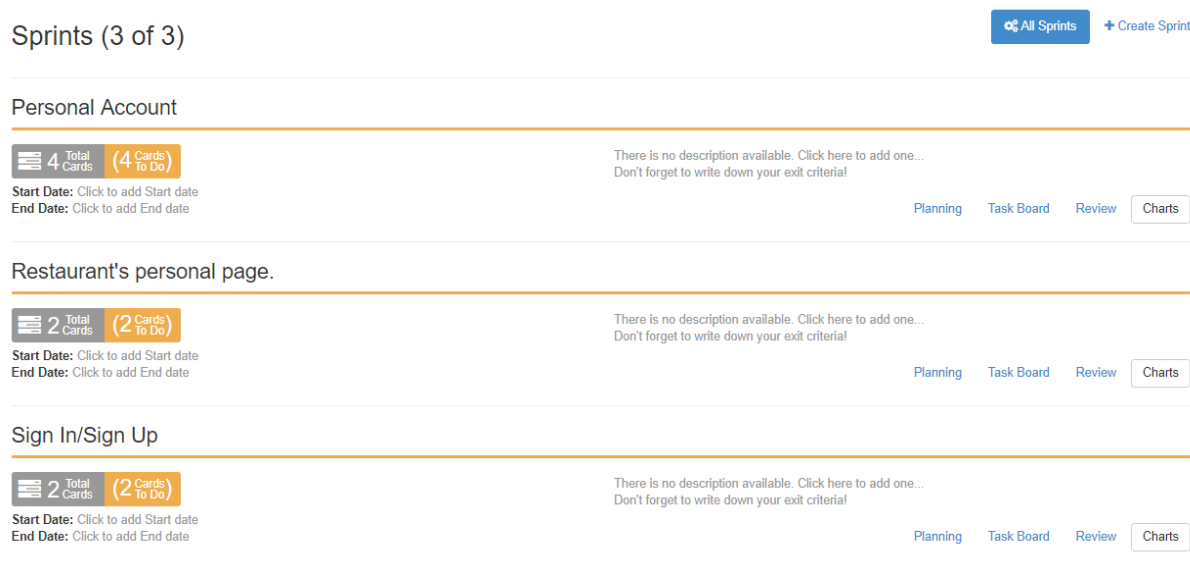 Sprints (3 of 3)
All Sprints
Create Sprint
Personal Account
4 Total Cards (4 Cards To Do)
There is no description available. Click here to add one...
Don't forget to write down your exit criteria!
Start Date: Click to add Start date
End Date: Click to add End date
Planning Task Board Review Charts
Restaurant's personal page.
2 Total Cards (2 Cards To Do)
There is no description available. Click here to add one...
Don't forget to write down your exit criteria!
Start Date: Click to add Start date
End Date: Click to add End date
Planning Task Board Review Charts
Sign In/Sign Up
2 Total Cards (2 Cards To Do)
There is no description available. Click here to add one...
Don't forget to write down your exit criteria!
Start Date: Click to add Start date
End Date: Click to add End date
Planning Task Board Review Charts